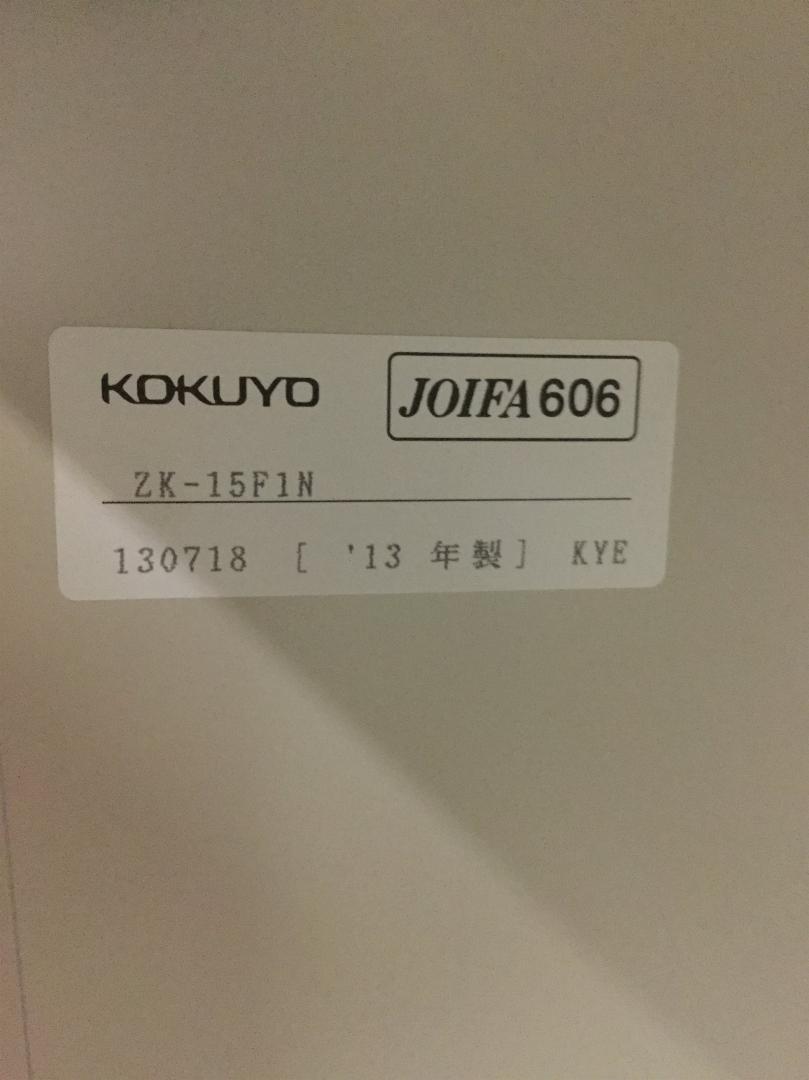 KOKUYO JOIFA606
ZK-15F1N
130718 [ '13 年製] KYE